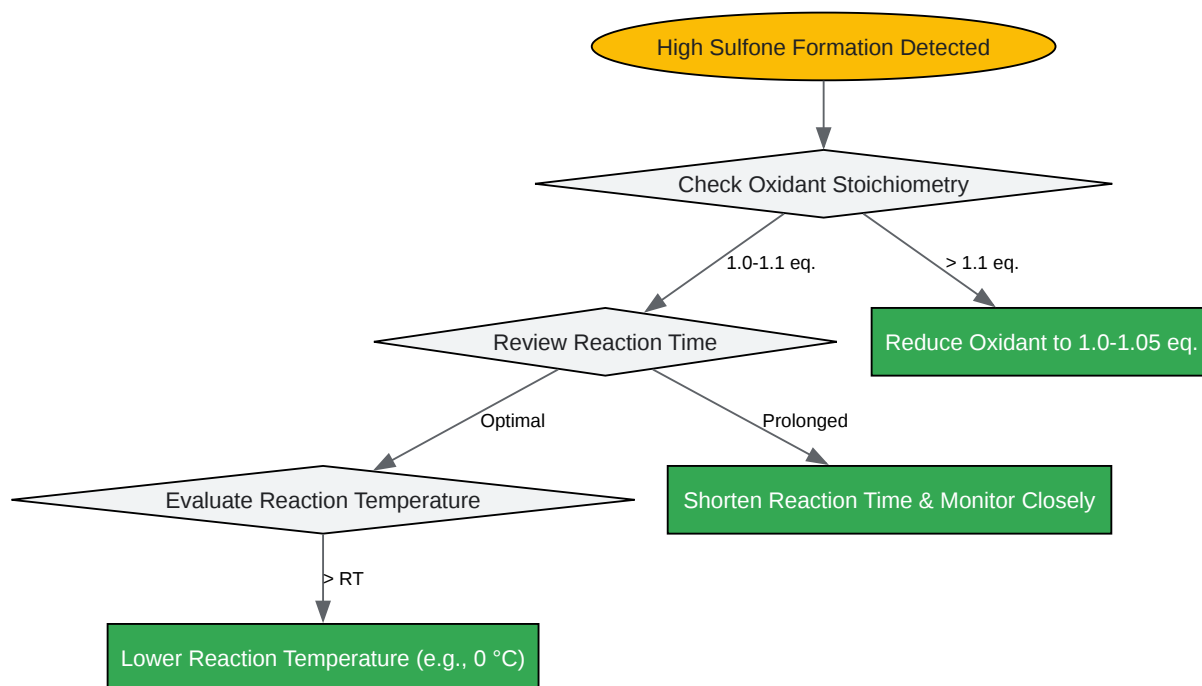 High Sulfone Formation Detected
Check Oxidant Stoichiometry
1.0-1.1 eq.
> 1.1 eq.
Review Reaction Time
Reduce Oxidant to 1.0-1.05 eq.
Optimal
Prolonged
Evaluate Reaction Temperature
Shorten Reaction Time & Monitor Closely
> RT
Lower Reaction Temperature (e.g., 0 °C)